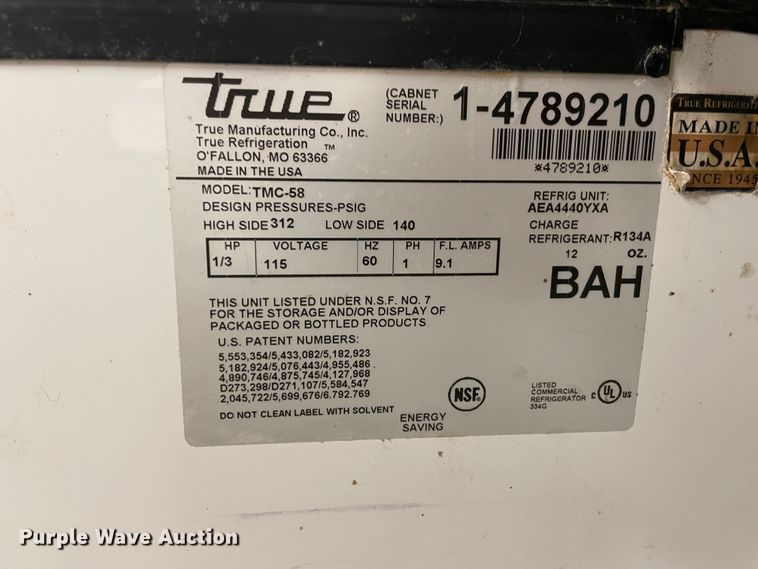 true ®
True Manufacturing Co., Inc.
True Refrigeration ™
O'FALLON, MO 63366
MADE IN THE USA
(CABNET
SERIAL
NUMBER:)
1-4789210
*4789210*
MODEL: TMC-58
DESIGN PRESSURES-PSIG
HIGH SIDE 312 LOW SIDE 140
REFRIG UNIT:
AEA4440YXA
CHARGE
REFRIGERANT: R134A
12 OZ.
HP VOLTAGE HZ PH F.L. AMPS
1/3 115 60 1 9.1
BAH
THIS UNIT LISTED UNDER N.S.F. NO. 7
FOR THE STORAGE AND/OR DISPLAY OF
PACKAGED OR BOTTLED PRODUCTS
U.S. PATENT NUMBERS:
5,553,354/5,433,082/5,182,923
5,182,924/5,076,443/4,955,486
4,890,746/4,875,745/4,127,968
D273,298/D271,107/5,584,547
2,045,722/5,699,676/6.792.769
DO NOT CLEAN LABEL WITH SOLVENT
ENERGY
SAVING
NSF.
LISTED
COMMERCIAL
REFRIGERATOR
334G
C UL US
TRUE REFRIGERATI
MADE IN
U.S.A.
SINCE 1945
Purple Wave Auction